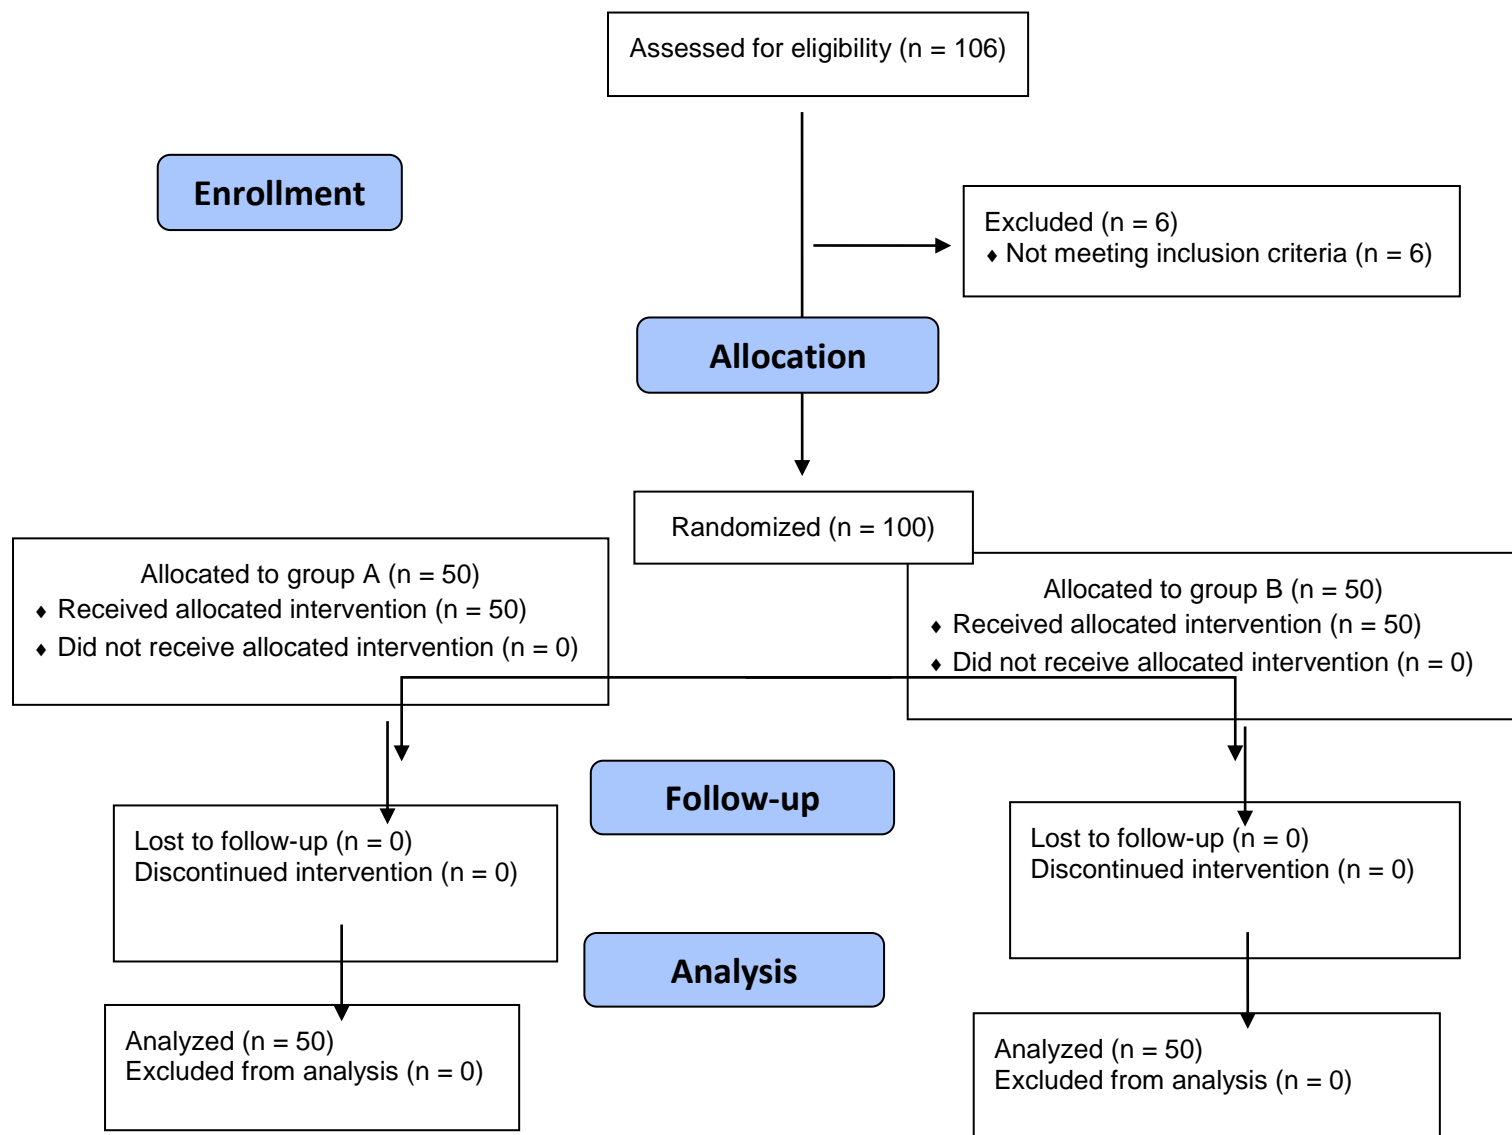 Assessed for eligibility (n = 106)
Enrollment
Excluded (n = 6)
♦ Not meeting inclusion criteria (n = 6)
Allocation
Randomized (n = 100)
Allocated to group A (n = 50)
♦ Received allocated intervention (n = 50)
♦ Did not receive allocated intervention (n = 0)
Allocated to group B (n = 50)
♦ Received allocated intervention (n = 50)
♦ Did not receive allocated intervention (n = 0)
Follow-up
Lost to follow-up (n = 0)
Discontinued intervention (n = 0)
Lost to follow-up (n = 0)
Discontinued intervention (n = 0)
Analysis
Analyzed (n = 50)
Excluded from analysis (n = 0)
Analyzed (n = 50)
Excluded from analysis (n = 0)